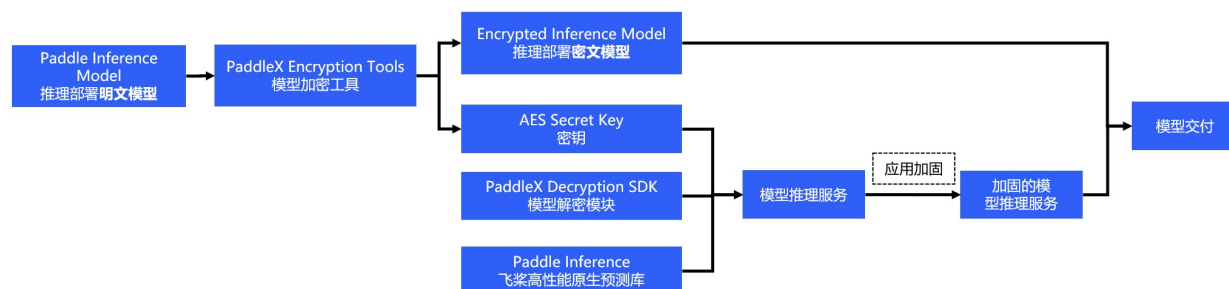 Paddle Inference
Model
推理部署明文模型
PaddleX Encryption Tools
模型加密工具
Encrypted Inference Model
推理部署密文模型
AES Secret Key
密钥
PaddleX Decryption SDK
模型解密模块
Paddle Inference
飞桨高性能原生预测库
模型推理服务
应用加固
加固的模
型推理服务
模型交付